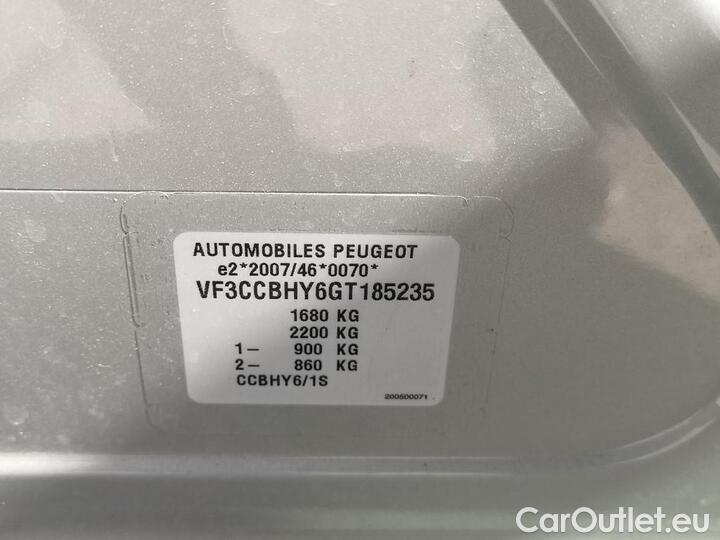 AUTOMOBILES PEUGEOT
e2*2007/46*0070*
VF3CCBHY6GT185235
1680 KG
2200 KG
1– 900 KG
2– 860 KG
CCBHY6/1S
200500071
CarOutlet.eu